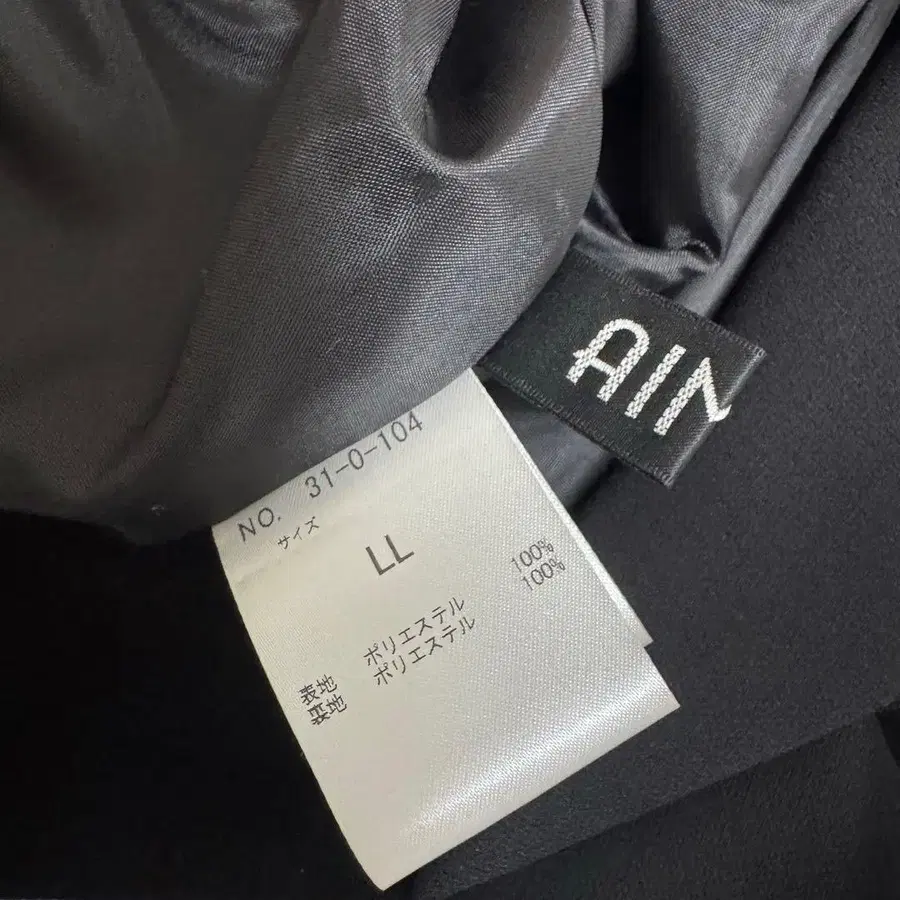 AIN
NO. 31-0-104
サイズ
LL
表地 ポリエステル 100%
裏地 ポリエステル 100%